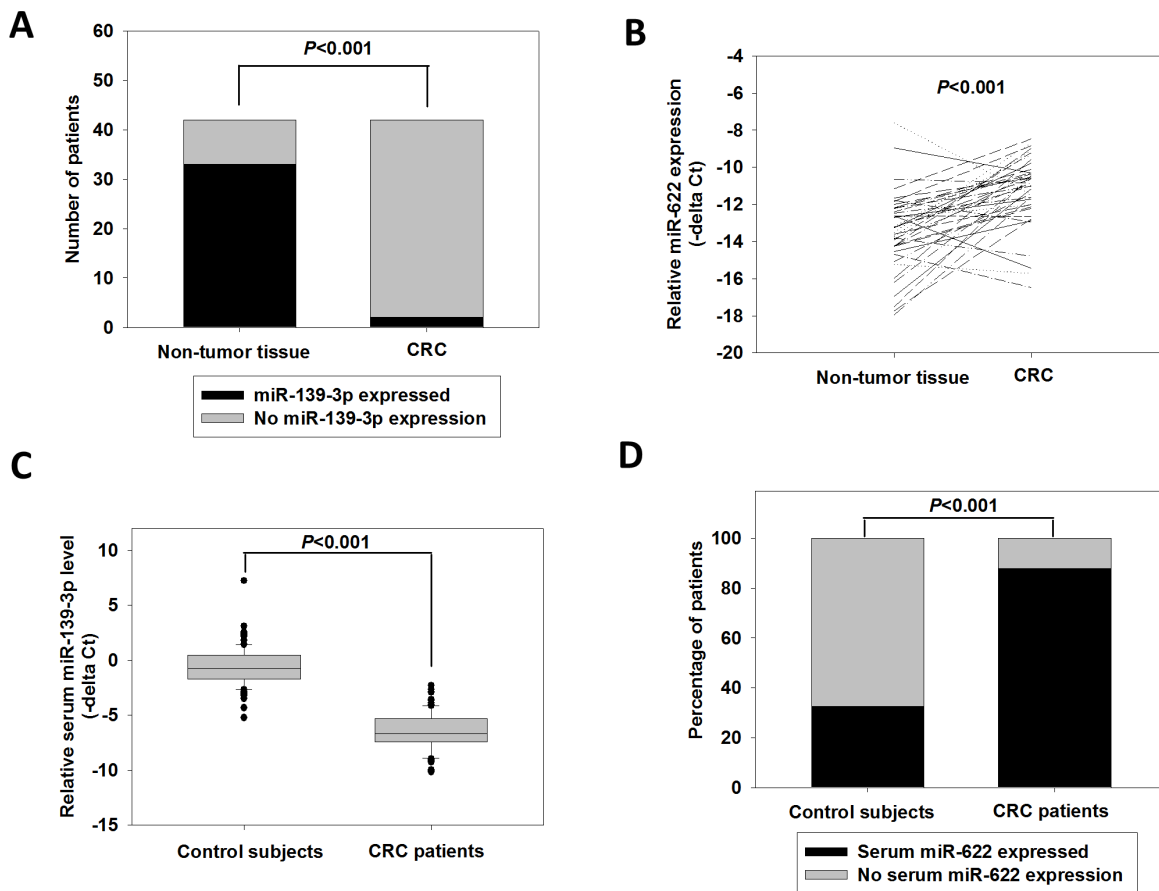 A
60
50
40
30
20
10
0
Number of patients
P<0.001
Non-tumor tissue
CRC
miR-139-3p expressed
No miR-139-3p expression
B
-4
-6
-8
-10
-12
-14
-16
-18
-20
Relative miR-622 expression
(-delta Ct)
P<0.001
Non-tumor tissue
CRC
C
10
5
0
-5
-10
-15
Relative serum miR-139-3p level
(-delta Ct)
P<0.001
Control subjects
CRC patients
D
100
80
60
40
20
0
Percentage of patients
P<0.001
Control subjects
CRC patients
Serum miR-622 expressed
No serum miR-622 expression